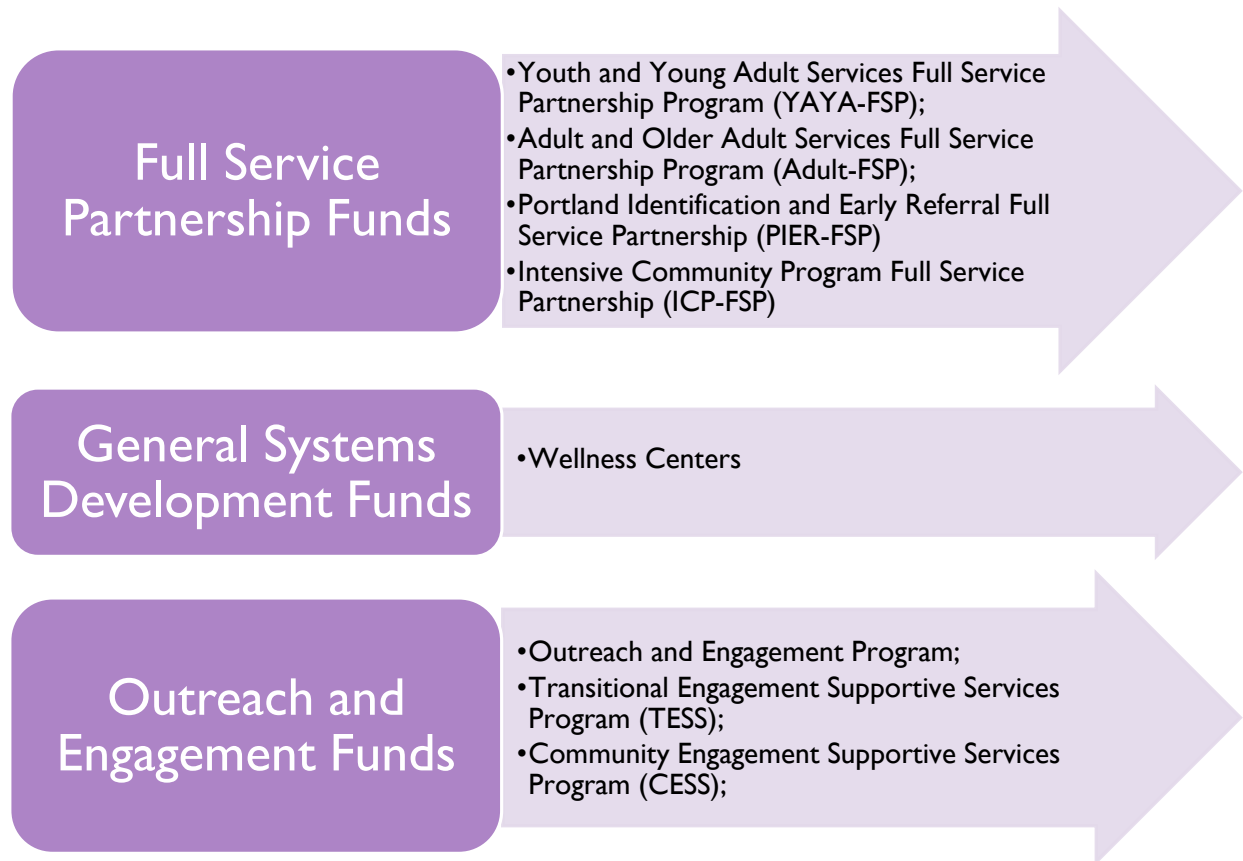 Full Service
Partnership Funds
•Youth and Young Adult Services Full Service
Partnership Program (YAYA-FSP);
•Adult and Older Adult Services Full Service
Partnership Program (Adult-FSP);
•Portland Identification and Early Referral Full
Service Partnership (PIER-FSP)
•Intensive Community Program Full Service
Partnership (ICP-FSP)
General Systems
Development Funds
•Wellness Centers
Outreach and
Engagement Funds
•Outreach and Engagement Program;
•Transitional Engagement Supportive Services
Program (TESS);
•Community Engagement Supportive Services
Program (CESS);